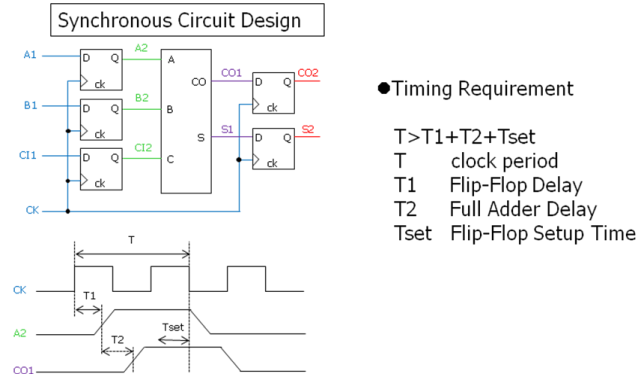 Synchronous Circuit Design
A1
D Q
ck
A2
A
CO
CO1
D Q
ck
CO2
B1
D Q
ck
B2
B
S
S1
D Q
ck
S2
CI1
D Q
ck
CI2
C
CK
●Timing Requirement
T>T1+T2+Tset
T clock period
T1 Flip-Flop Delay
T2 Full Adder Delay
Tset Flip-Flop Setup Time
T
CK
T1
A2
T2
Tset
CO1